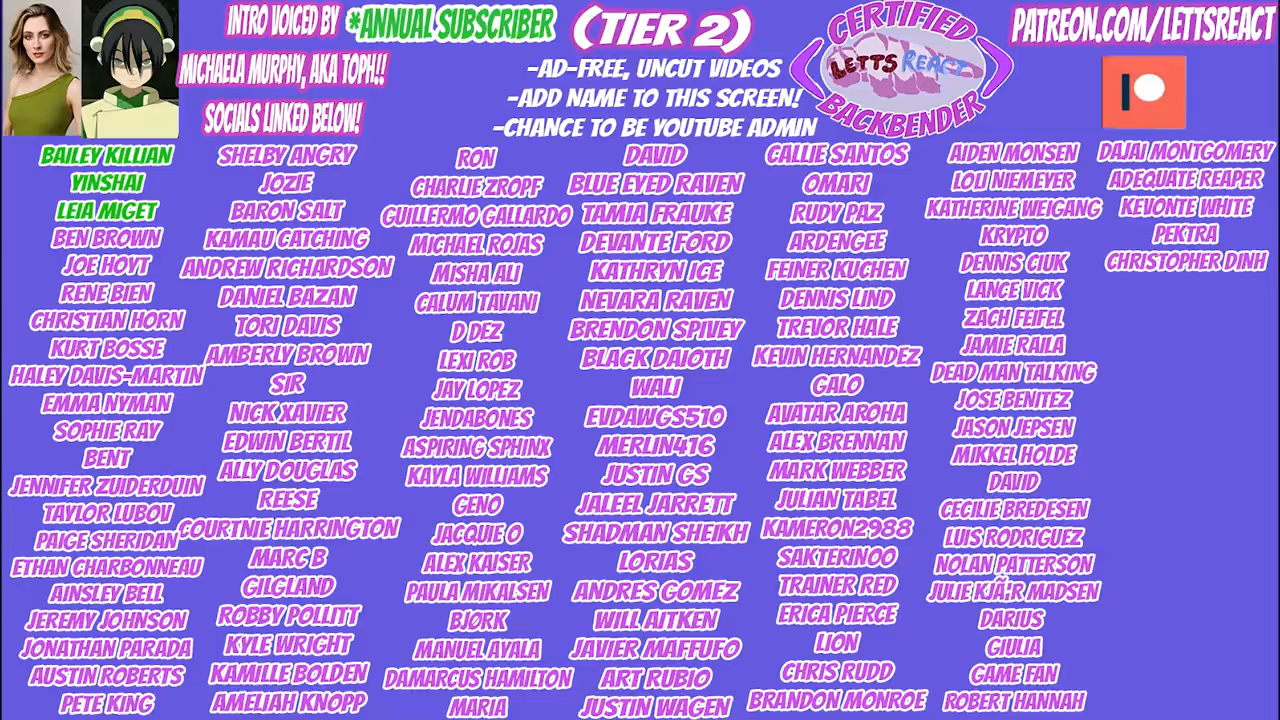 INTRO VOICED BY
MICHAELA MURPHY, AKA TOPH!!
SOCIALS LINKED BELOW!
*ANNUAL SUBSCRIBER
(TIER 2)
-AD-FREE, UNCUT VIDEOS
-ADD NAME TO THIS SCREEN!
-CHANCE TO BE YOUTUBE ADMIN
CERTIFIED
LETTS REACT
BACKBENDER
PATREON.COM/LETTSREACT
BAILEY KILLIAN
YINSHAI
LEIA MIGET
BEN BROWN
JOE HOYT
RENE BIEN
CHRISTIAN HORN
KURT BOSSE
HALEY DAVIS-MARTIN
EMMA NYMAN
SOPHIE RAY
BENT
JENNIFER ZUIDERDUIN
TAYLOR LUBOV
PAIGE SHERIDAN
ETHAN CHARBONNEAU
AINSLEY BELL
JEREMY JOHNSON
JONATHAN PARADA
AUSTIN ROBERTS
PETE KING
SHELBY ANGRY
JOZIE
BARON SALT
KAMAU CATCHING
ANDREW RICHARDSON
DANIEL BAZAN
TORI DAVIS
AMBERLY BROWN
SIR
NICK XAVIER
EDWIN BERTIL
ALLY DOUGLAS
REESE
COURTNIE HARRINGTON
MARC B
GILGLAND
ROBBY POLLITT
KYLE WRIGHT
KAMILLE BOLDEN
AMELIAH KNOPP
RON
CHARLIE ZROPF
GUILLERMO GALLARDO
MICHAEL ROJAS
MISHA ALI
CALUM TAVANI
D DEZ
LEXI ROB
JAY LOPEZ
JENDABONES
ASPIRING SPHINX
KAYLA WILLIAMS
GENO
JACQUIE O
ALEX KAISER
PAULA MIKALSEN
BJØRK
MANUEL AYALA
DAMARCUS HAMILTON
MARIA
DAVID
BLUE EYED RAVEN
TAMIA FRAUKE
DEVANTE FORD
KATHRYN ICE
NEVARA RAVEN
BRENDON SPIVEY
BLACK DAIOTH
WALI
EVDAWGS510
MERLIN416
JUSTIN GS
JALEEL JARRETT
SHADMAN SHEIKH
LORIAS
ANDRES GOMEZ
WILL AITKEN
JAVIER MAFFUFO
ART RUBIO
JUSTIN WAGEN
CALLIE SANTOS
OMARI
RUDY PAZ
ARDENGEE
FEINER KUCHEN
DENNIS LIND
TREVOR HALE
KEVIN HERNANDEZ
GALO
AVATAR AROHA
ALEX BRENNAN
MARK WEBBER
JULIAN TABEL
KAMERON2988
SAKTERINOO
TRAINER RED
ERICA PIERCE
LION
CHRIS RUDD
BRANDON MONROE
AIDEN MONSEN
LOU NIEMEYER
KATHERINE WEIGANG
KRYPTO
DENNIS CIUK
LANCE VICK
ZACH FEIFEL
JAMIE RAILA
DEAD MAN TALKING
JOSE BENITEZ
JASON JEPSEN
MIKKEL HOLDE
DAVID
CECILIE BREDESEN
LUIS RODRIGUEZ
NOLAN PATTERSON
JULIE KJÃ¦R MADSEN
DARIUS
GIULIA
GAME FAN
ROBERT HANNAH
DAJAI MONTGOMERY
ADEQUATE REAPER
KEVONTE WHITE
PEKTRA
CHRISTOPHER DINH